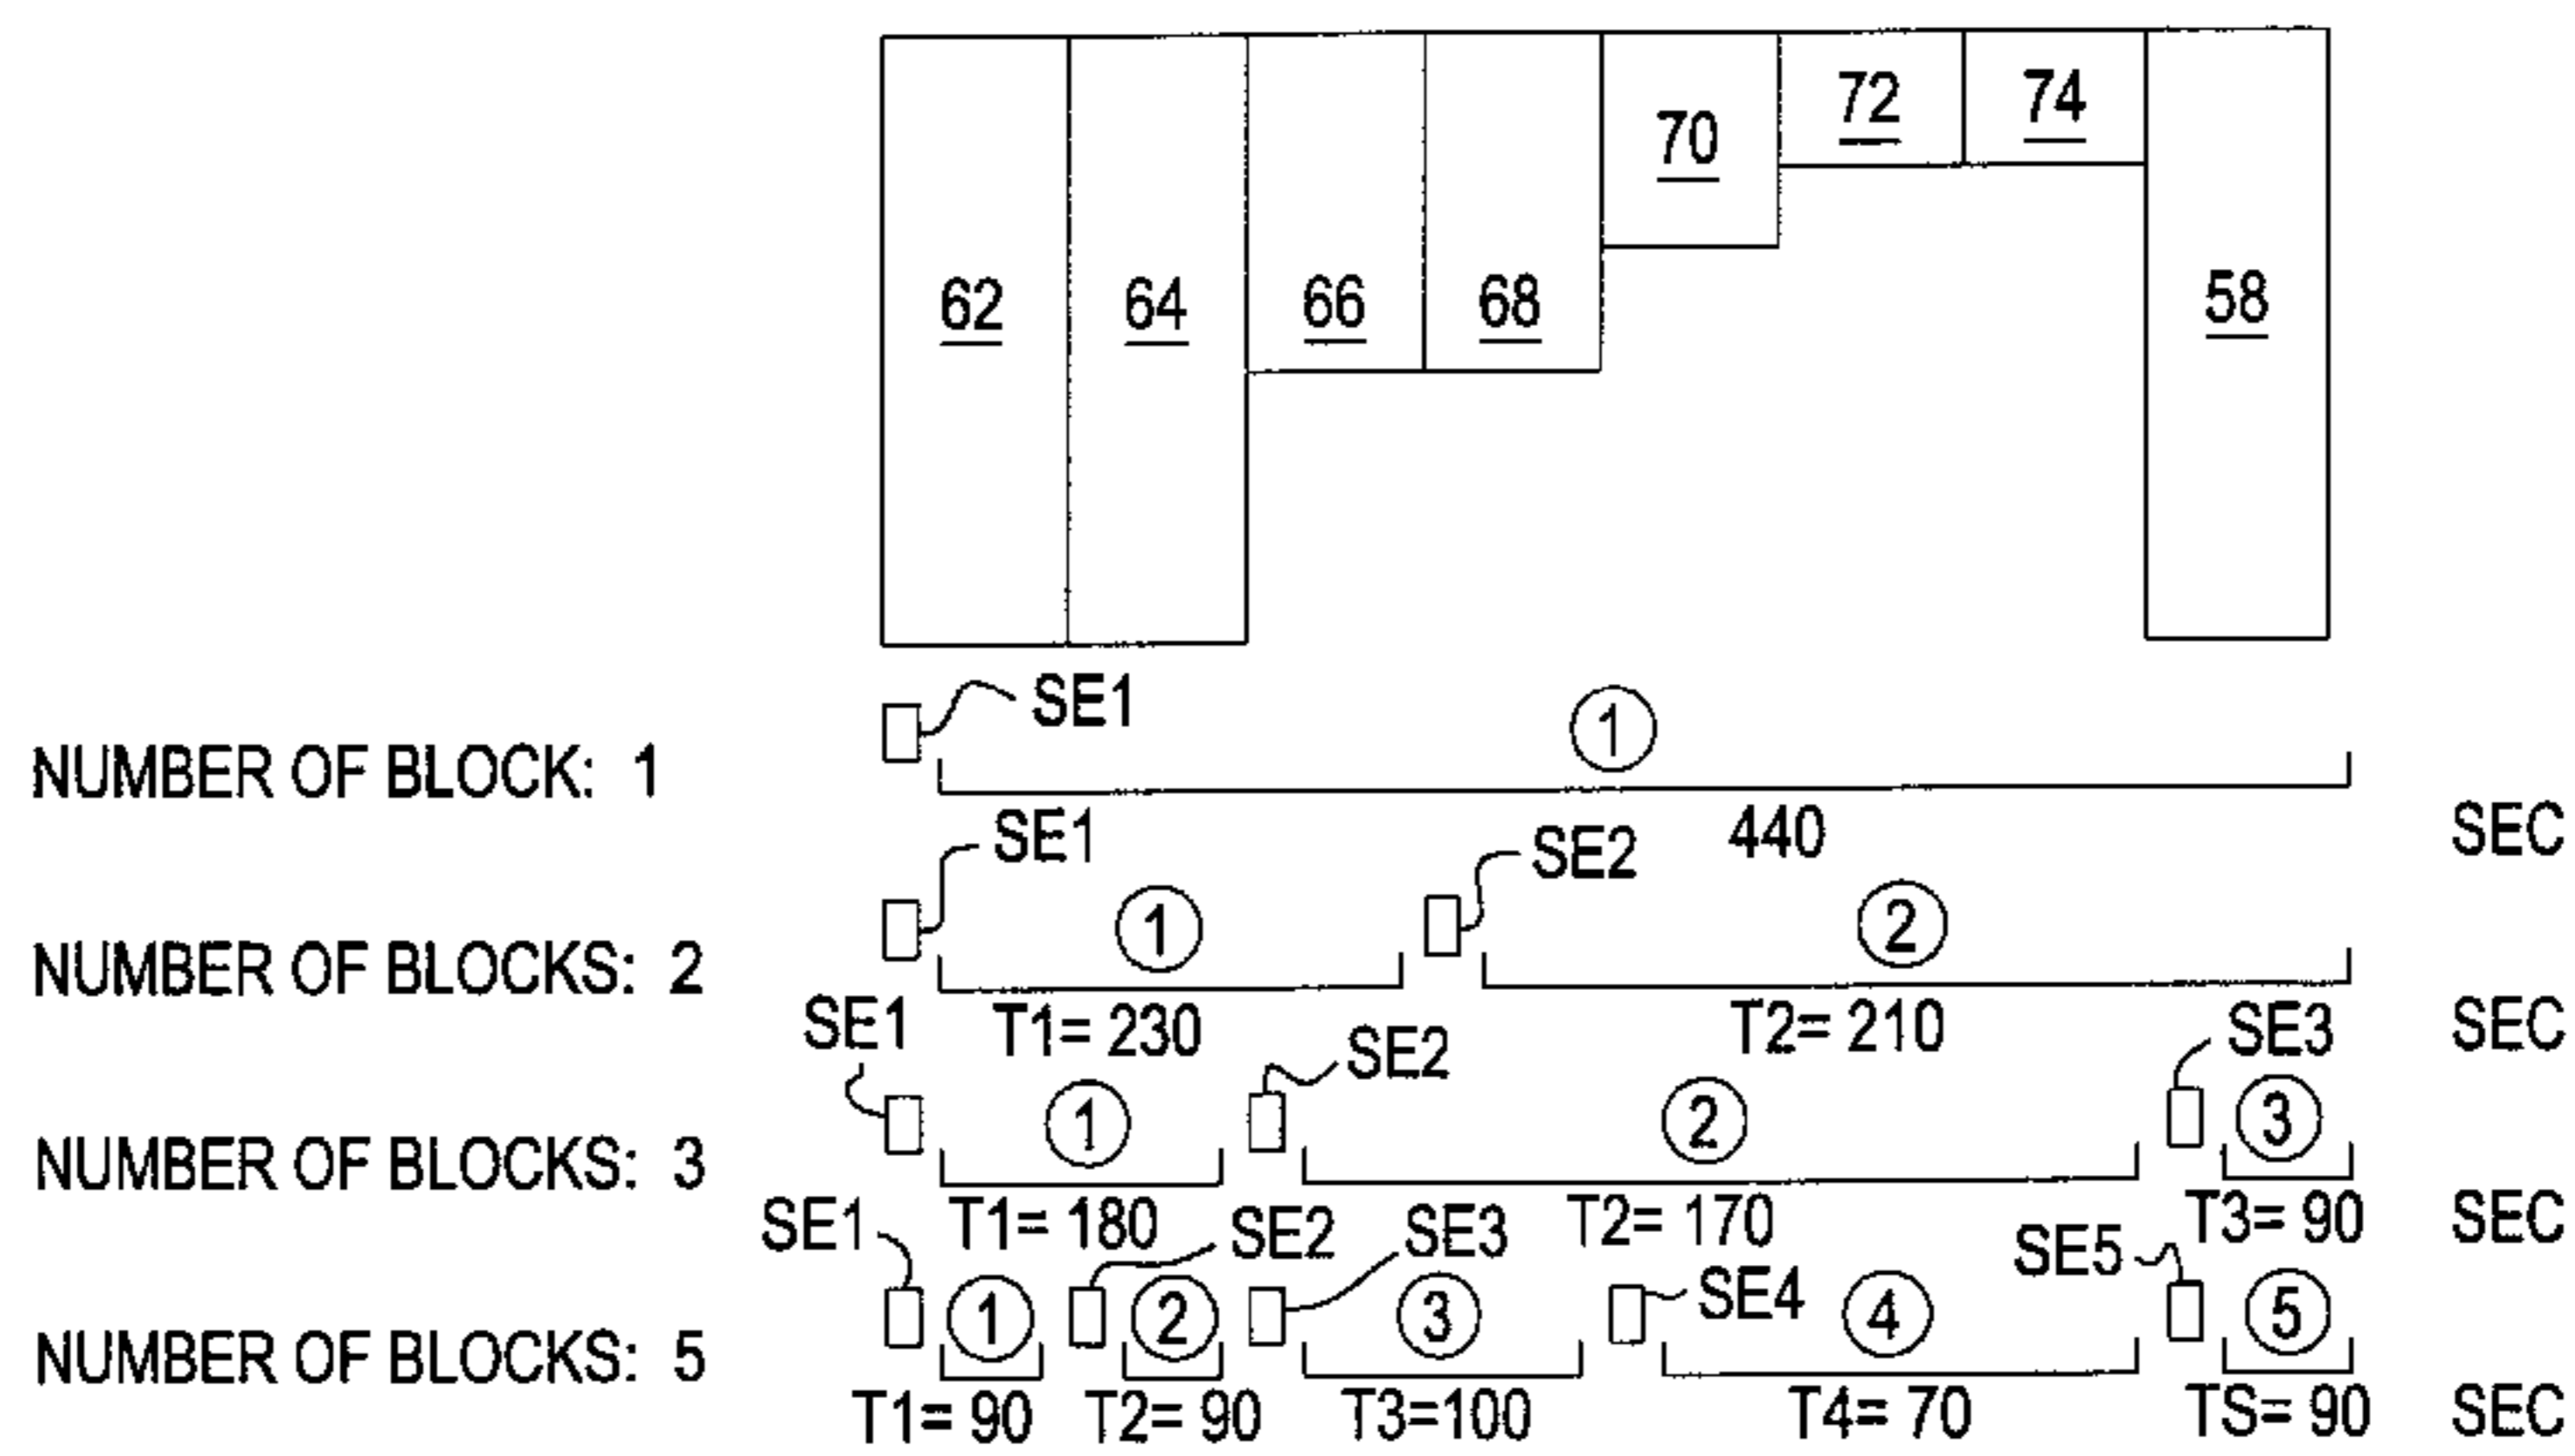 72 74
70
62 64 66 68 58
SE1 1
NUMBER OF BLOCK: 1
440 SEC
SE1 SE2
1 2
NUMBER OF BLOCKS: 2
T1= 230 T2= 210 SEC
SE1 SE2 SE3
1 2 3
NUMBER OF BLOCKS: 3
T1= 180 T2= 170 T3= 90 SEC
SE1 SE2 SE3 SE4 SE5
1 2 3 4 5
NUMBER OF BLOCKS: 5
T1= 90 T2= 90 T3=100 T4= 70 TS= 90 SEC